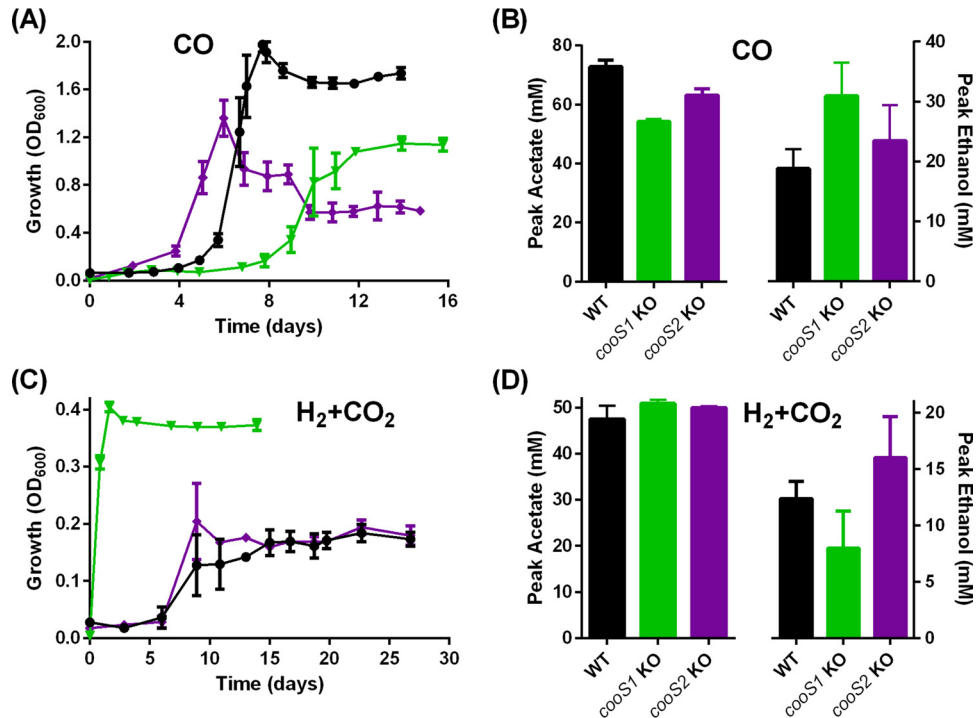 (A)
CO
2.0
1.6
1.2
0.8
0.4
0.0
Growth (OD600)
0
4
8
12
16
Time (days)
(B)
CO
80
60
40
20
0
Peak Acetate (mM)
40
30
20
10
0
Peak Ethanol (mM)
WT
cooS1 KO
cooS2 KO
WT
cooS1 KO
cooS2 KO
(C)
H2+CO2
0.4
0.3
0.2
0.1
0.0
Growth (OD600)
0
5
10
15
20
25
30
Time (days)
(D)
H2+CO2
50
40
30
20
10
0
Peak Acetate (mM)
20
15
10
5
0
Peak Ethanol (mM)
WT
cooS1 KO
cooS2 KO
WT
cooS1 KO
cooS2 KO